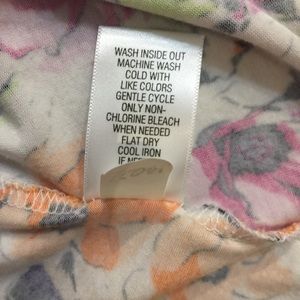 WASH INSIDE OUT
MACHINE WASH
COLD WITH
LIKE COLORS
GENTLE CYCLE
ONLY NON-
CHLORINE BLEACH
WHEN NEEDED
FLAT DRY
COOL IRON
IF